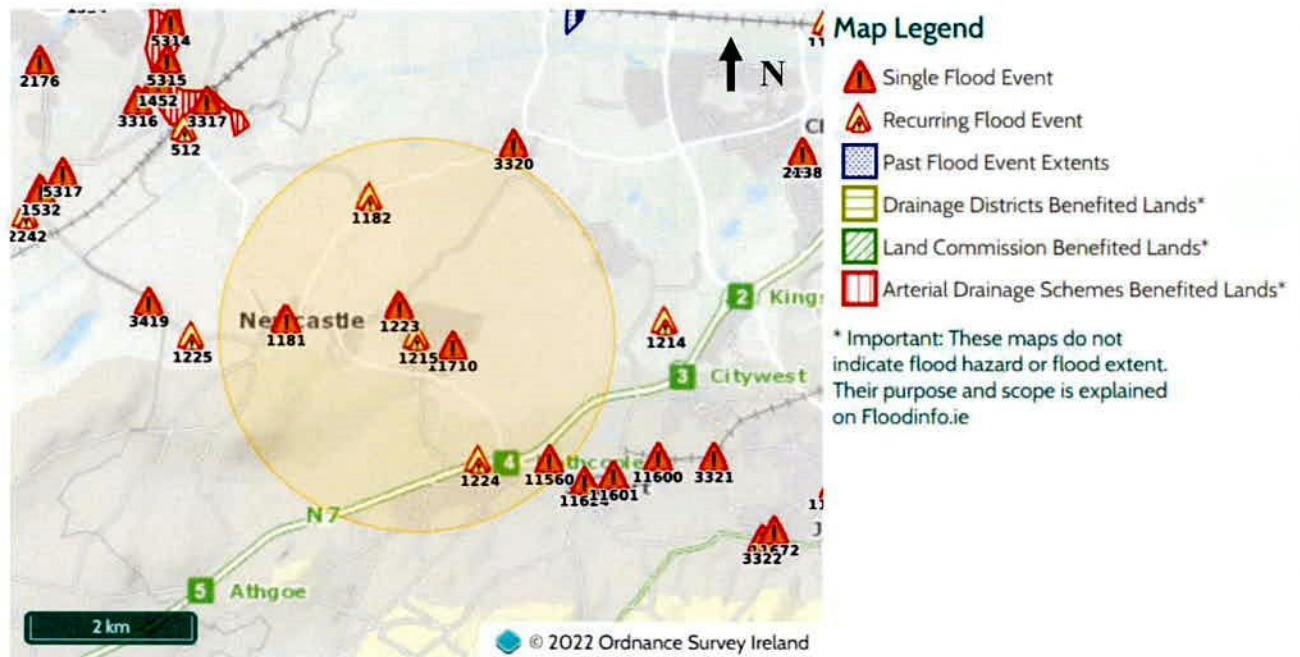 5314
2176
5315
1452
3316
3317
512
N
3320
2138
5317
1532
2242
1182
3419
Newcastle
1181
1223
1225
1215
11710
1214
2
Kings
3
Citywest
4
1224
11560
11601
11600
3321
N7
3322
5
Athgoe
2 km
© 2022 Ordnance Survey Ireland
Map Legend
Single Flood Event
Recurring Flood Event
Past Flood Event Extents
Drainage Districts Benefited Lands*
Land Commission Benefited Lands*
Arterial Drainage Schemes Benefited Lands*
* Important: These maps do not
indicate flood hazard or flood extent.
Their purpose and scope is explained
on Floodinfo.ie